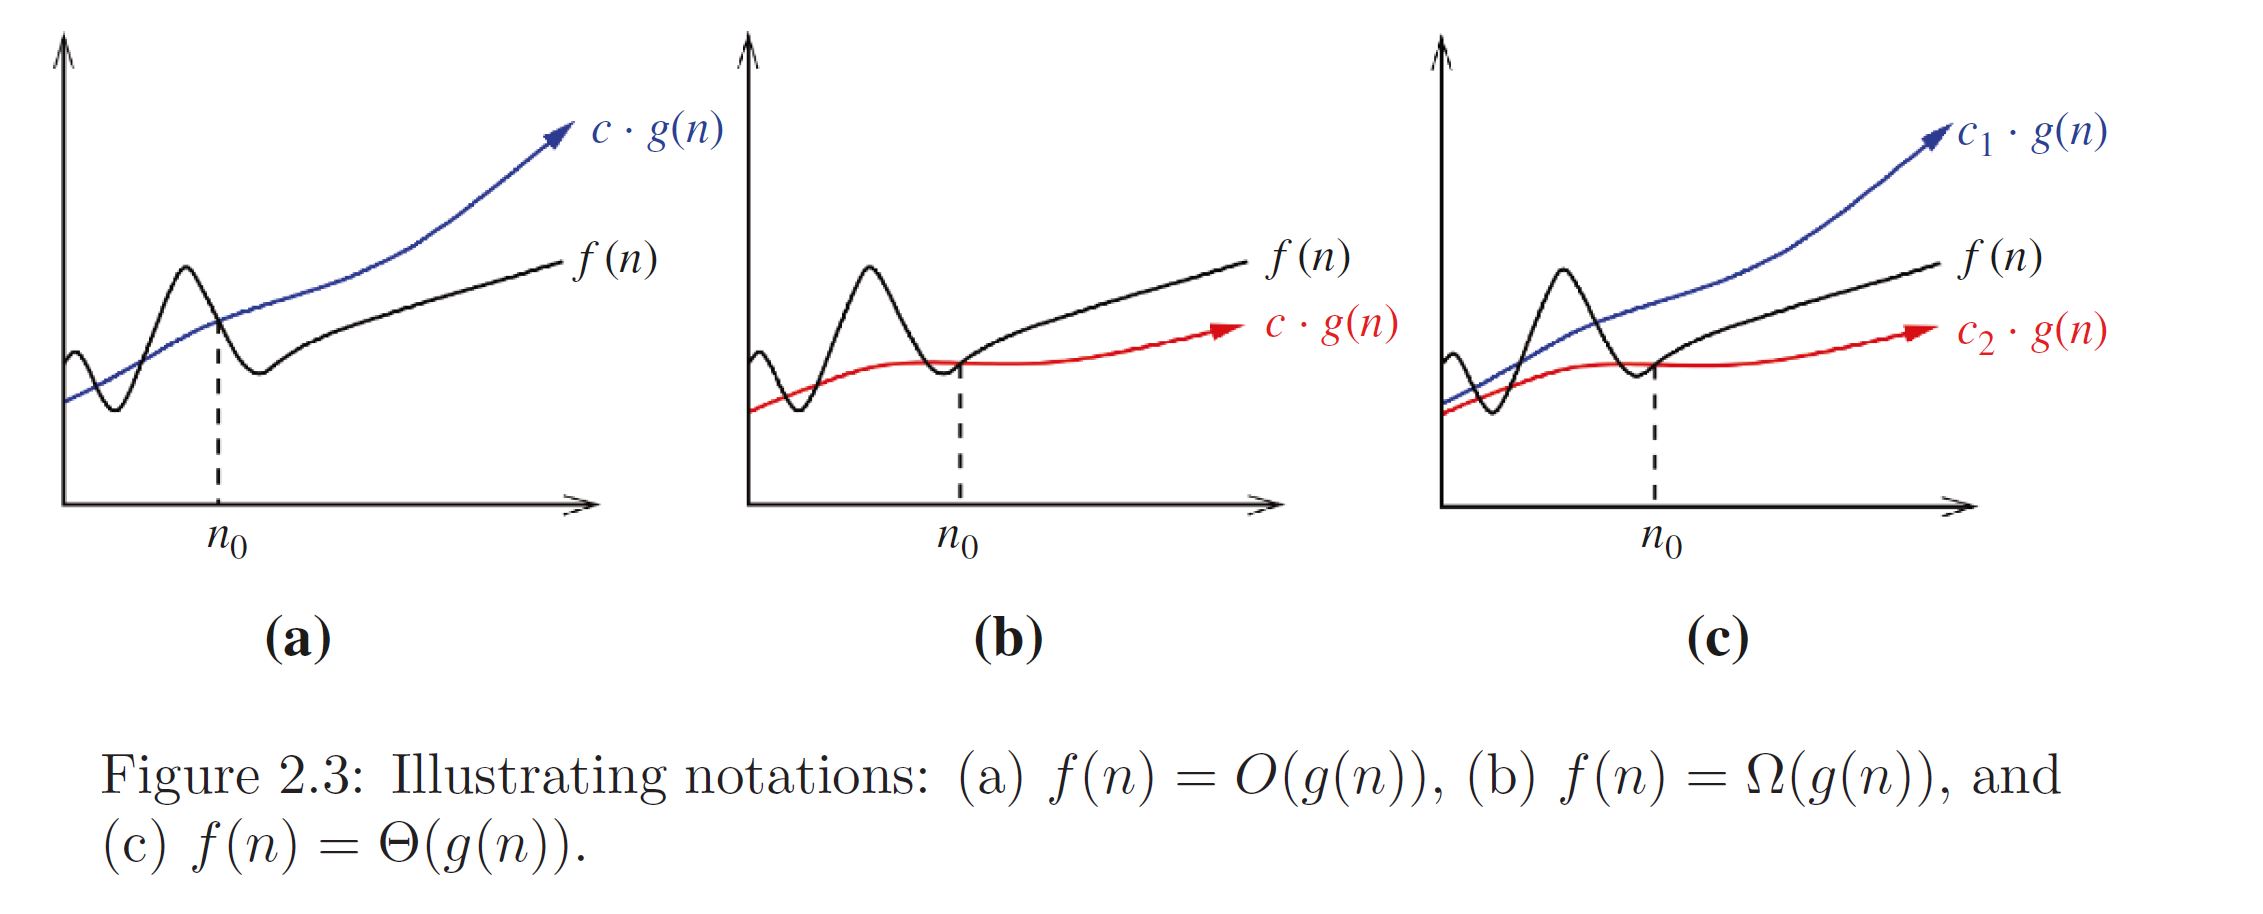 c · g(n)
f(n)
n₀
(a)
c · g(n)
f(n)
n₀
(b)
c₁ · g(n)
f(n)
c₂ · g(n)
n₀
(c)
Figure 2.3: Illustrating notations: (a) f(n) = O(g(n)), (b) f(n) = Ω(g(n)), and
(c) f(n) = Θ(g(n)).